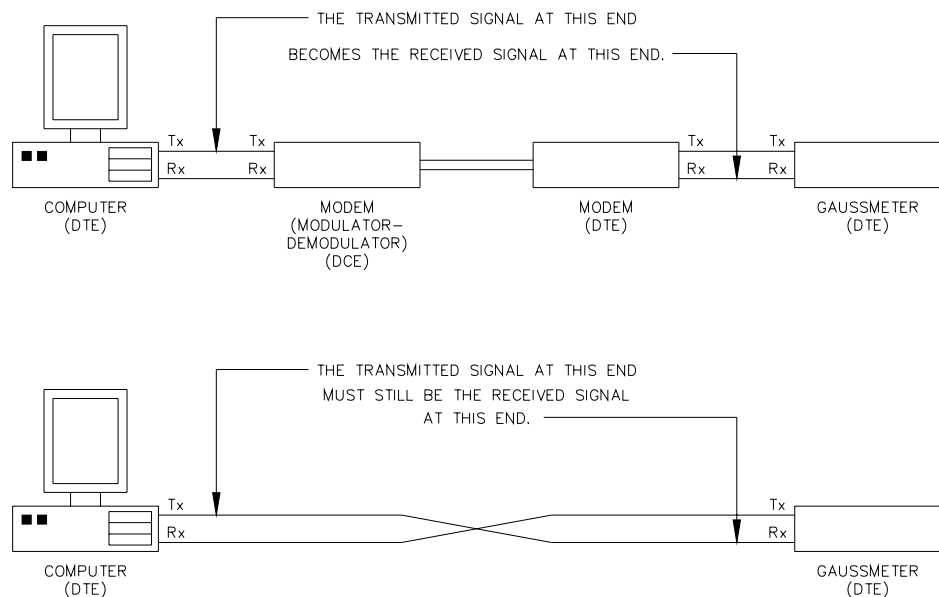 THE TRANSMITTED SIGNAL AT THIS END
BECOMES THE RECEIVED SIGNAL AT THIS END.
Tx Tx Tx Tx
Rx Rx Rx Rx
COMPUTER
(DTE)
MODEM
(MODULATOR–
DEMODULATOR)
(DCE)
MODEM
(DTE)
GAUSSMETER
(DTE)
THE TRANSMITTED SIGNAL AT THIS END
MUST STILL BE THE RECEIVED SIGNAL
AT THIS END.
Tx Tx
Rx Rx
COMPUTER
(DTE)
GAUSSMETER
(DTE)